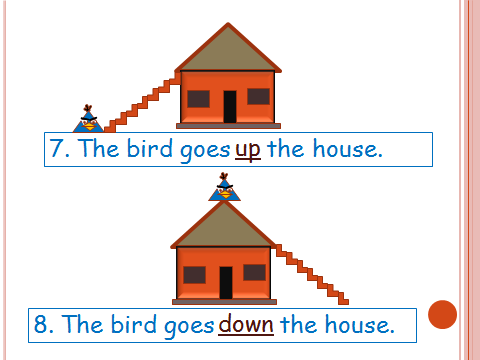 7. The bird goes up the house.
8. The bird goes down the house.